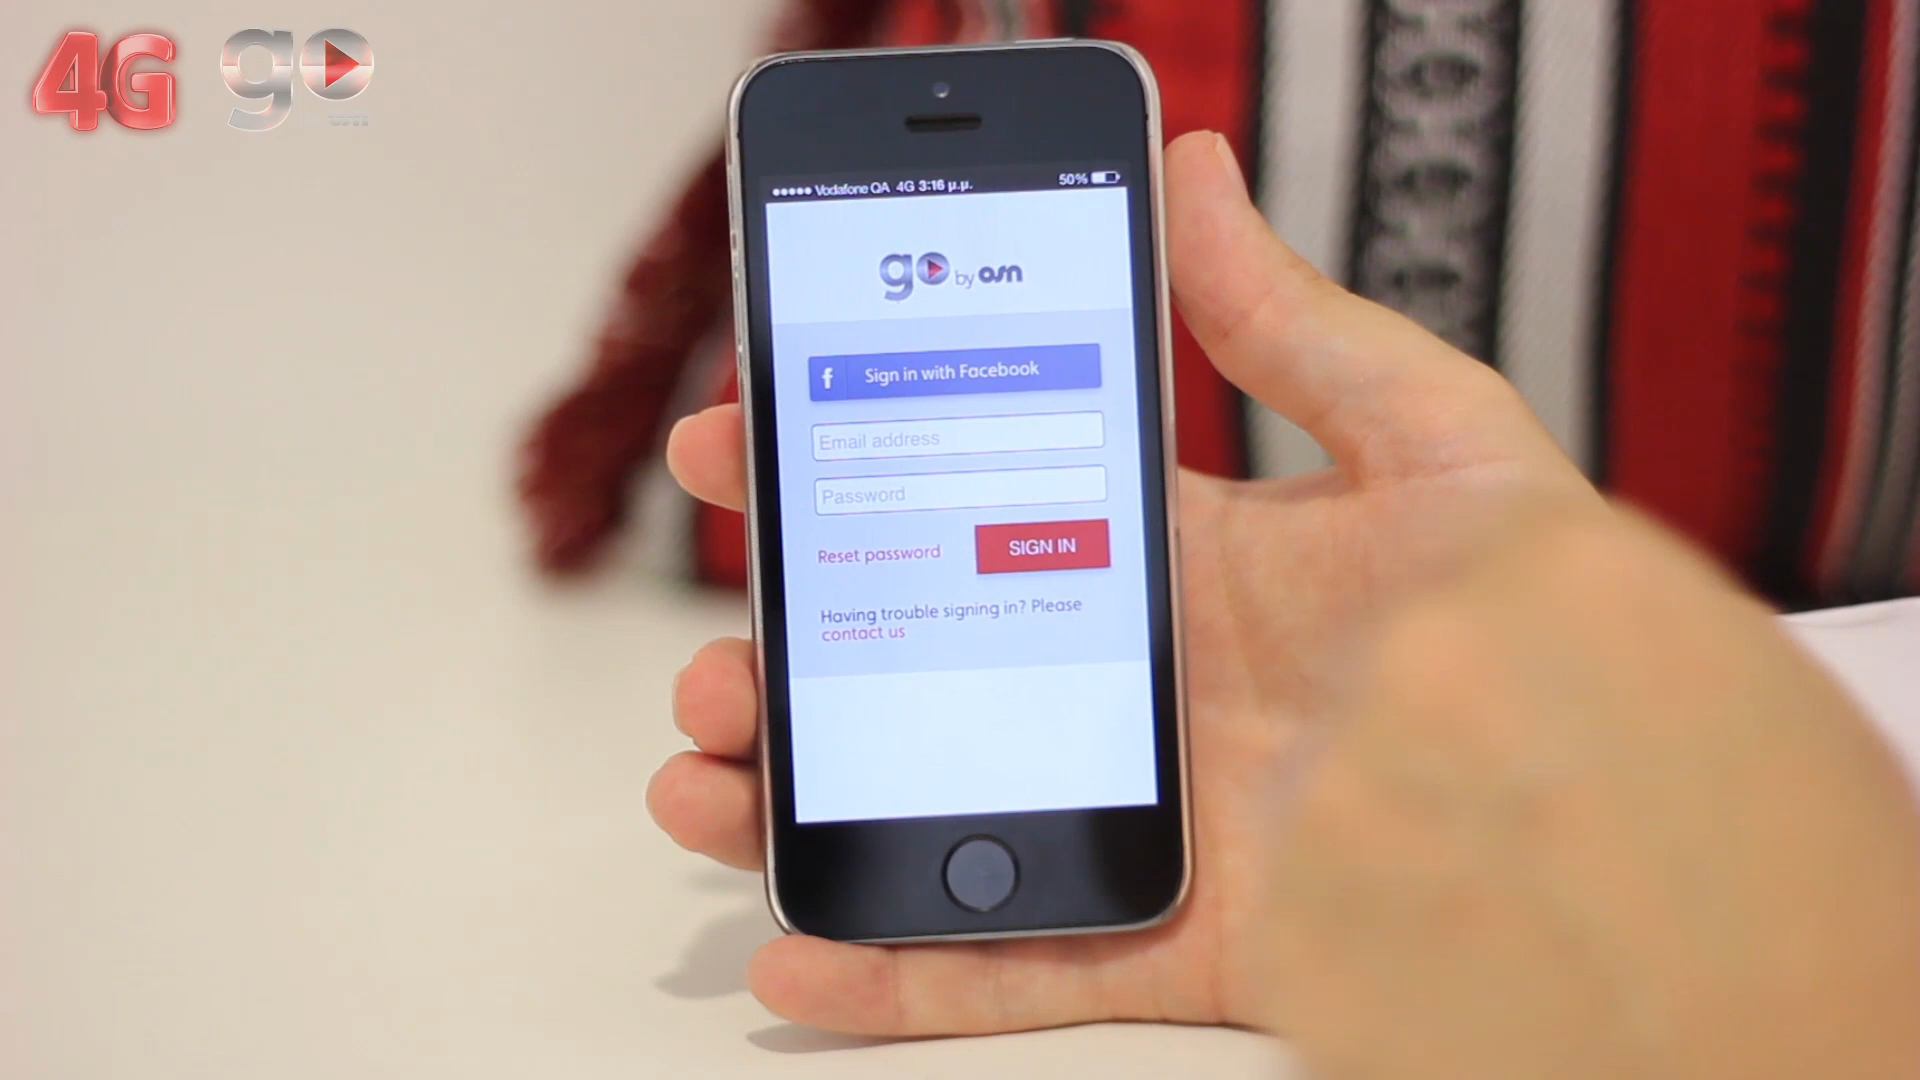 4G go
Vodafone QA 4G 3:16 μ.μ. 50%
go by osn
f Sign in with Facebook
Email address
Password
Reset password SIGN IN
Having trouble signing in? Please
contact us